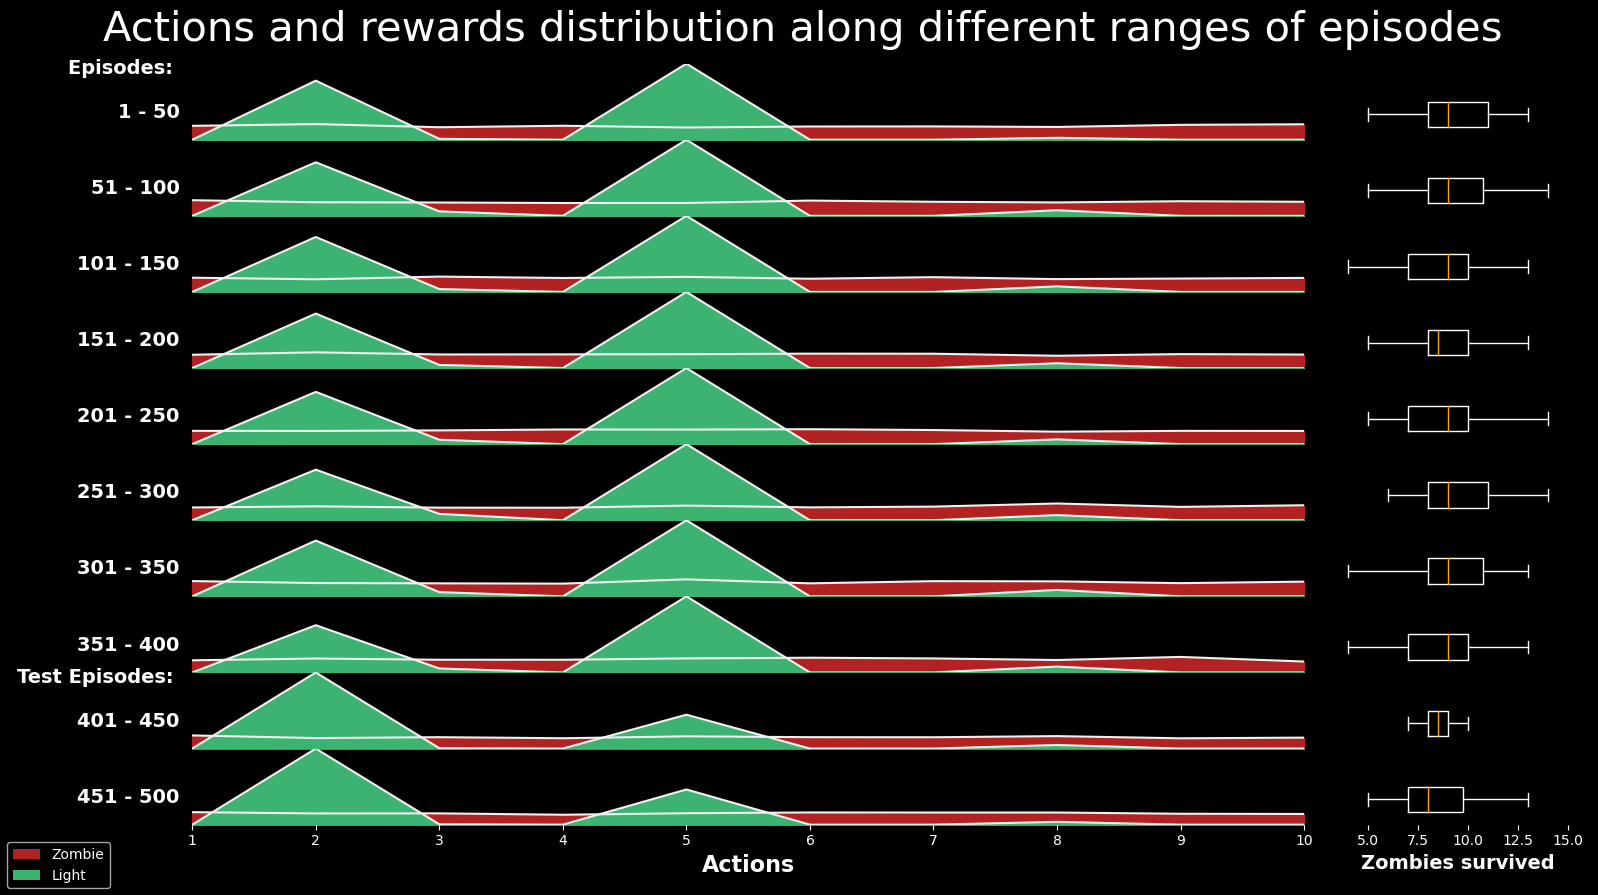 Actions and rewards distribution along different ranges of episodes
Episodes:
1 - 50
51 - 100
101 - 150
151 - 200
201 - 250
251 - 300
301 - 350
351 - 400
Test Episodes:
401 - 450
451 - 500
1 2 3 4 5 6 7 8 9 10
5.0 7.5 10.0 12.5 15.0
Actions
Zombies survived
Zombie
Light